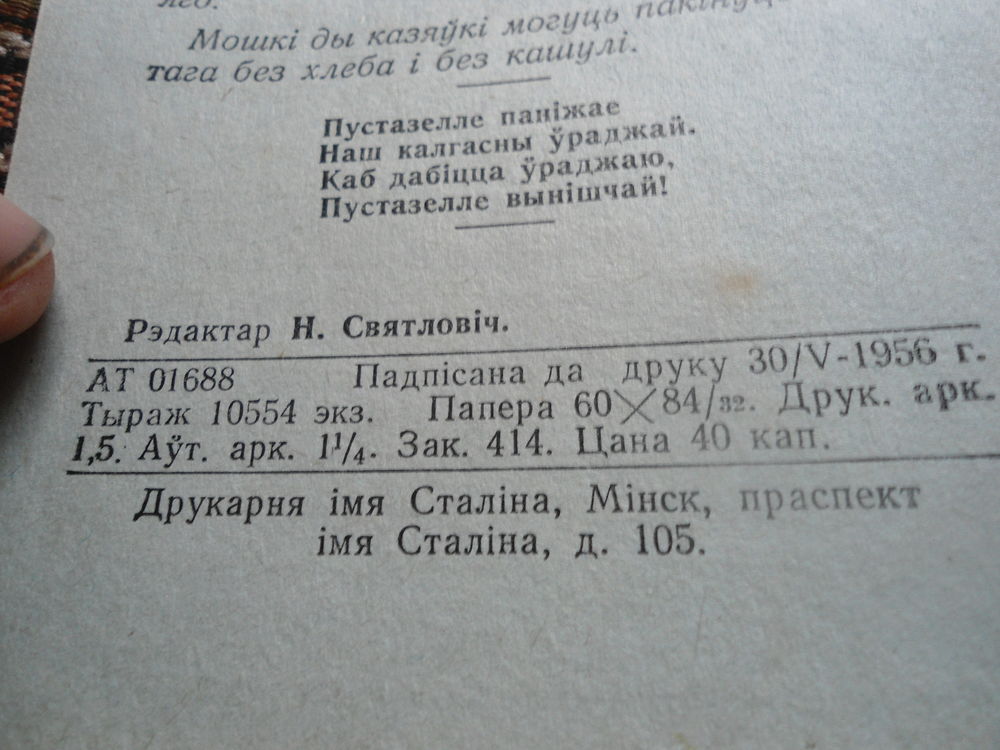 Мошкі ды казяўкі могуць
тага без хлеба і без кашулі.
Пустазелле паніжае
Наш калгасны ўраджай.
Каб дабіцца ўраджаю,
Пустазелле вынішчай!
Рэдактар Н. Святловіч.
АТ 01688 Падпісана да друку 30/V-1956 г.
Тыраж 10554 экз. Папера 60×84/32. Друк. арк.
1,5. Аўт. арк. 1¹/₄. Зак. 414. Цана 40 кап.
Друкарня імя Сталіна, Мінск, праспект
імя Сталіна, д. 105.